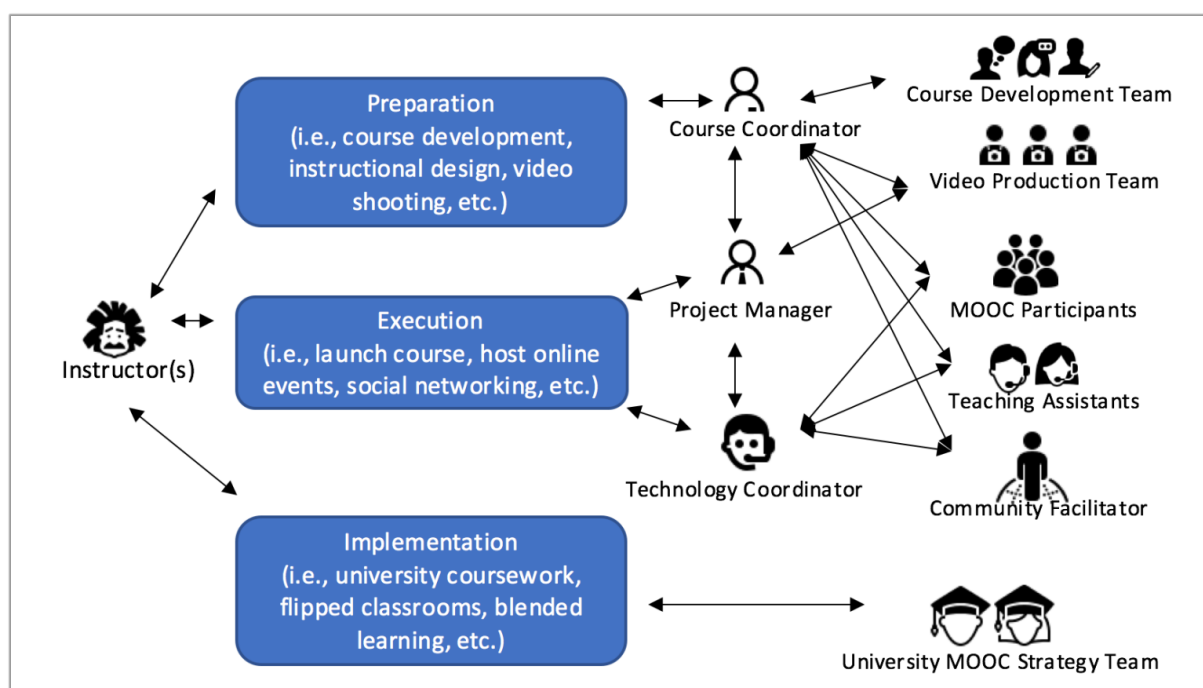 Preparation
(i.e., course development,
instructional design, video
shooting, etc.)
Course Coordinator
Course Development Team
Video Production Team
Instructor(s)
Execution
(i.e., launch course, host online
events, social networking, etc.)
Project Manager
MOOC Participants
Teaching Assistants
Technology Coordinator
Community Facilitator
Implementation
(i.e., university coursework,
flipped classrooms, blended
learning, etc.)
University MOOC Strategy Team